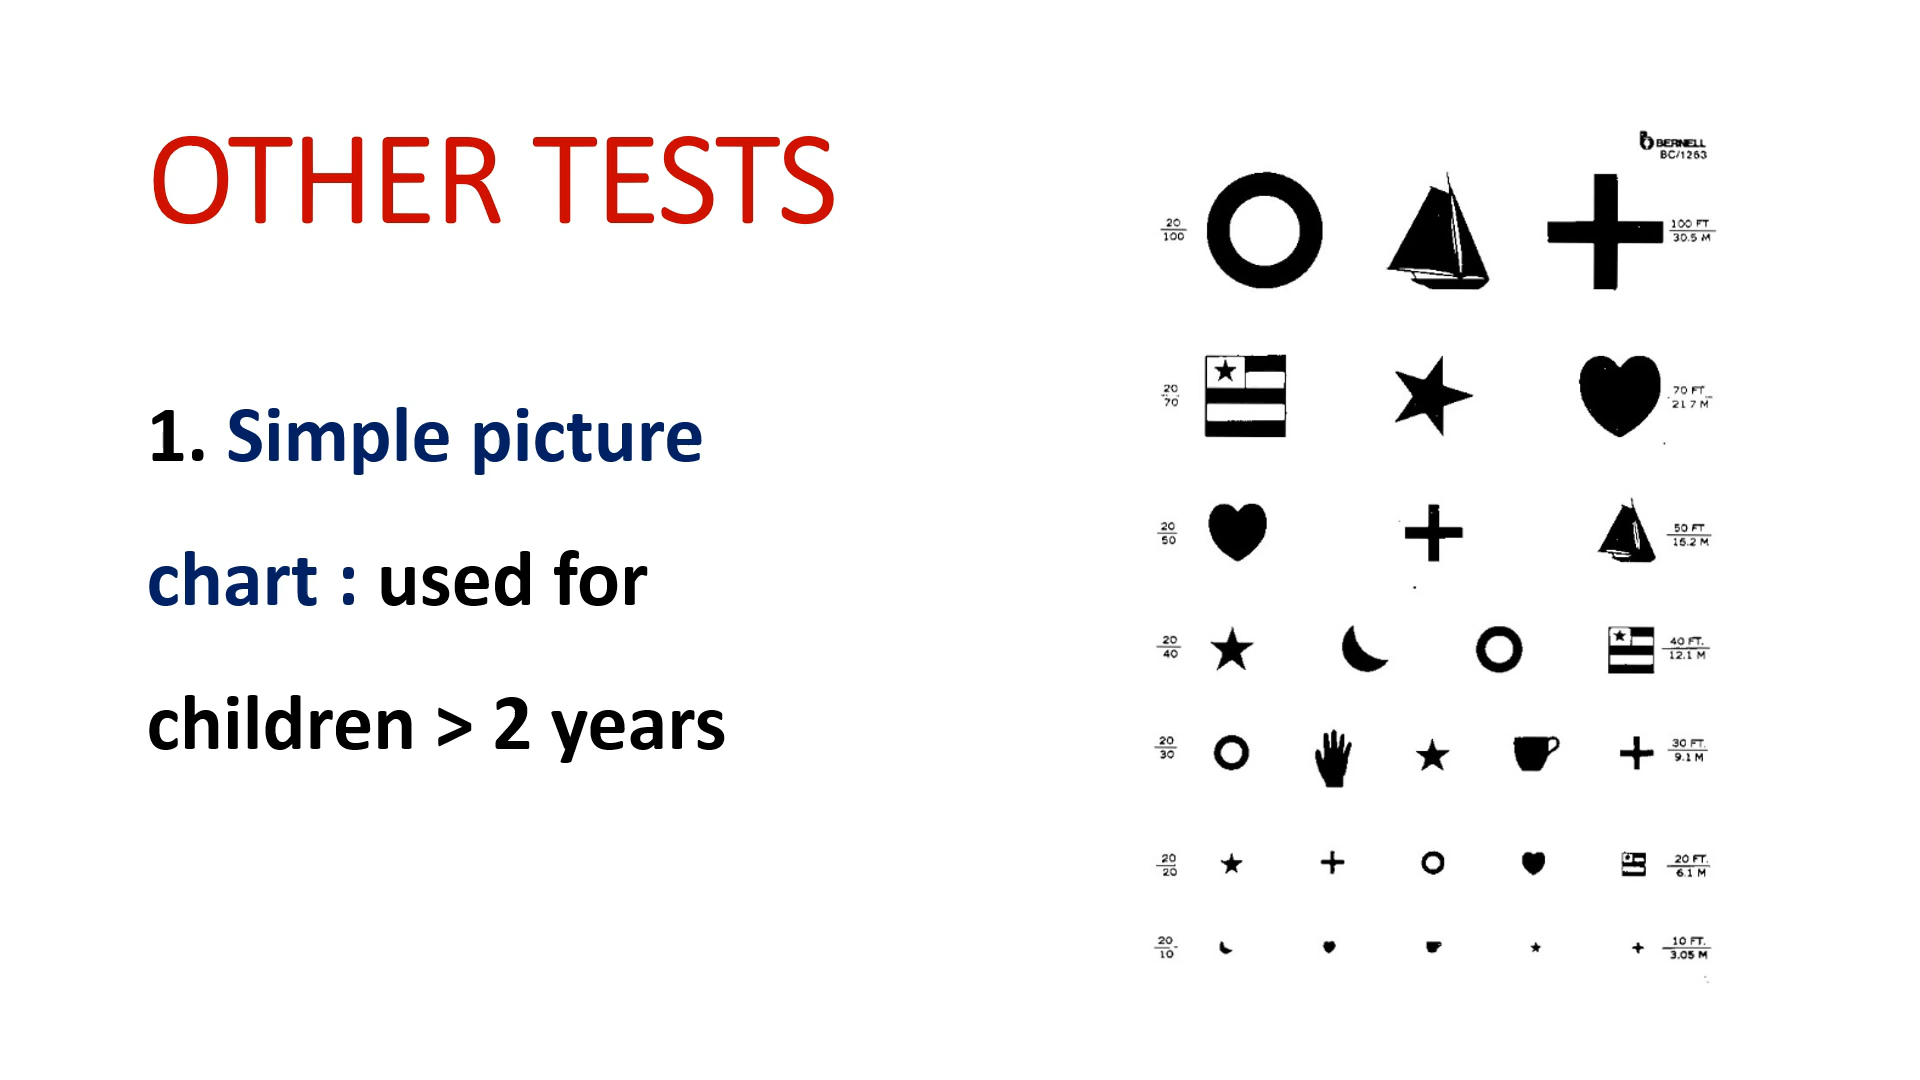 OTHER TESTS
1. Simple picture
chart : used for
children > 2 years
BERNELL
BC/1263
20
100
100 FT
30.5 M
20
70
70 FT.
21.7 M
20
50
50 FT
15.2 M
20
40
40 FT.
12.1 M
20
30
30 FT.
9.1 M
20
20
20 FT.
6.1 M
20
10
10 FT.
3.05 M